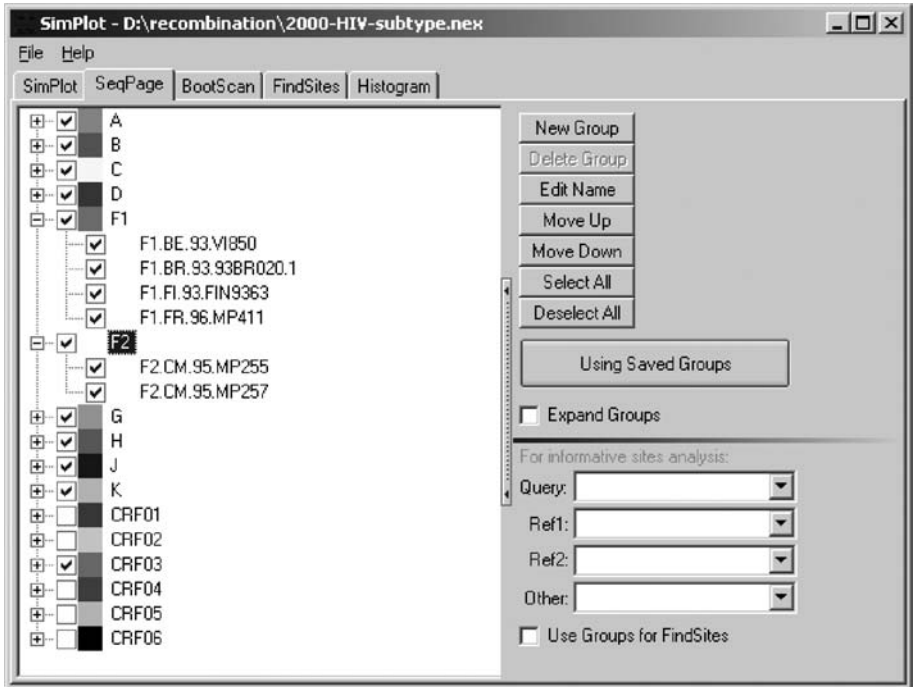 SimPlot - D:\recombination\2000-HIV-subtype.nex
File Help
SimPlot SeqPage BootScan FindSites Histogram
A
B
C
D
F1
F1.BE.93.VI850
F1.BR.93.93BR020.1
F1.FI.93.FIN9363
F1.FR.96.MP411
F2
F2.CM.95.MP255
F2.CM.95.MP257
G
H
J
K
CRF01
CRF02
CRF03
CRF04
CRF05
CRF06
New Group
Delete Group
Edit Name
Move Up
Move Down
Select All
Deselect All
Using Saved Groups
Expand Groups
For informative sites analysis:
Query:
Ref1:
Ref2:
Other:
Use Groups for FindSites